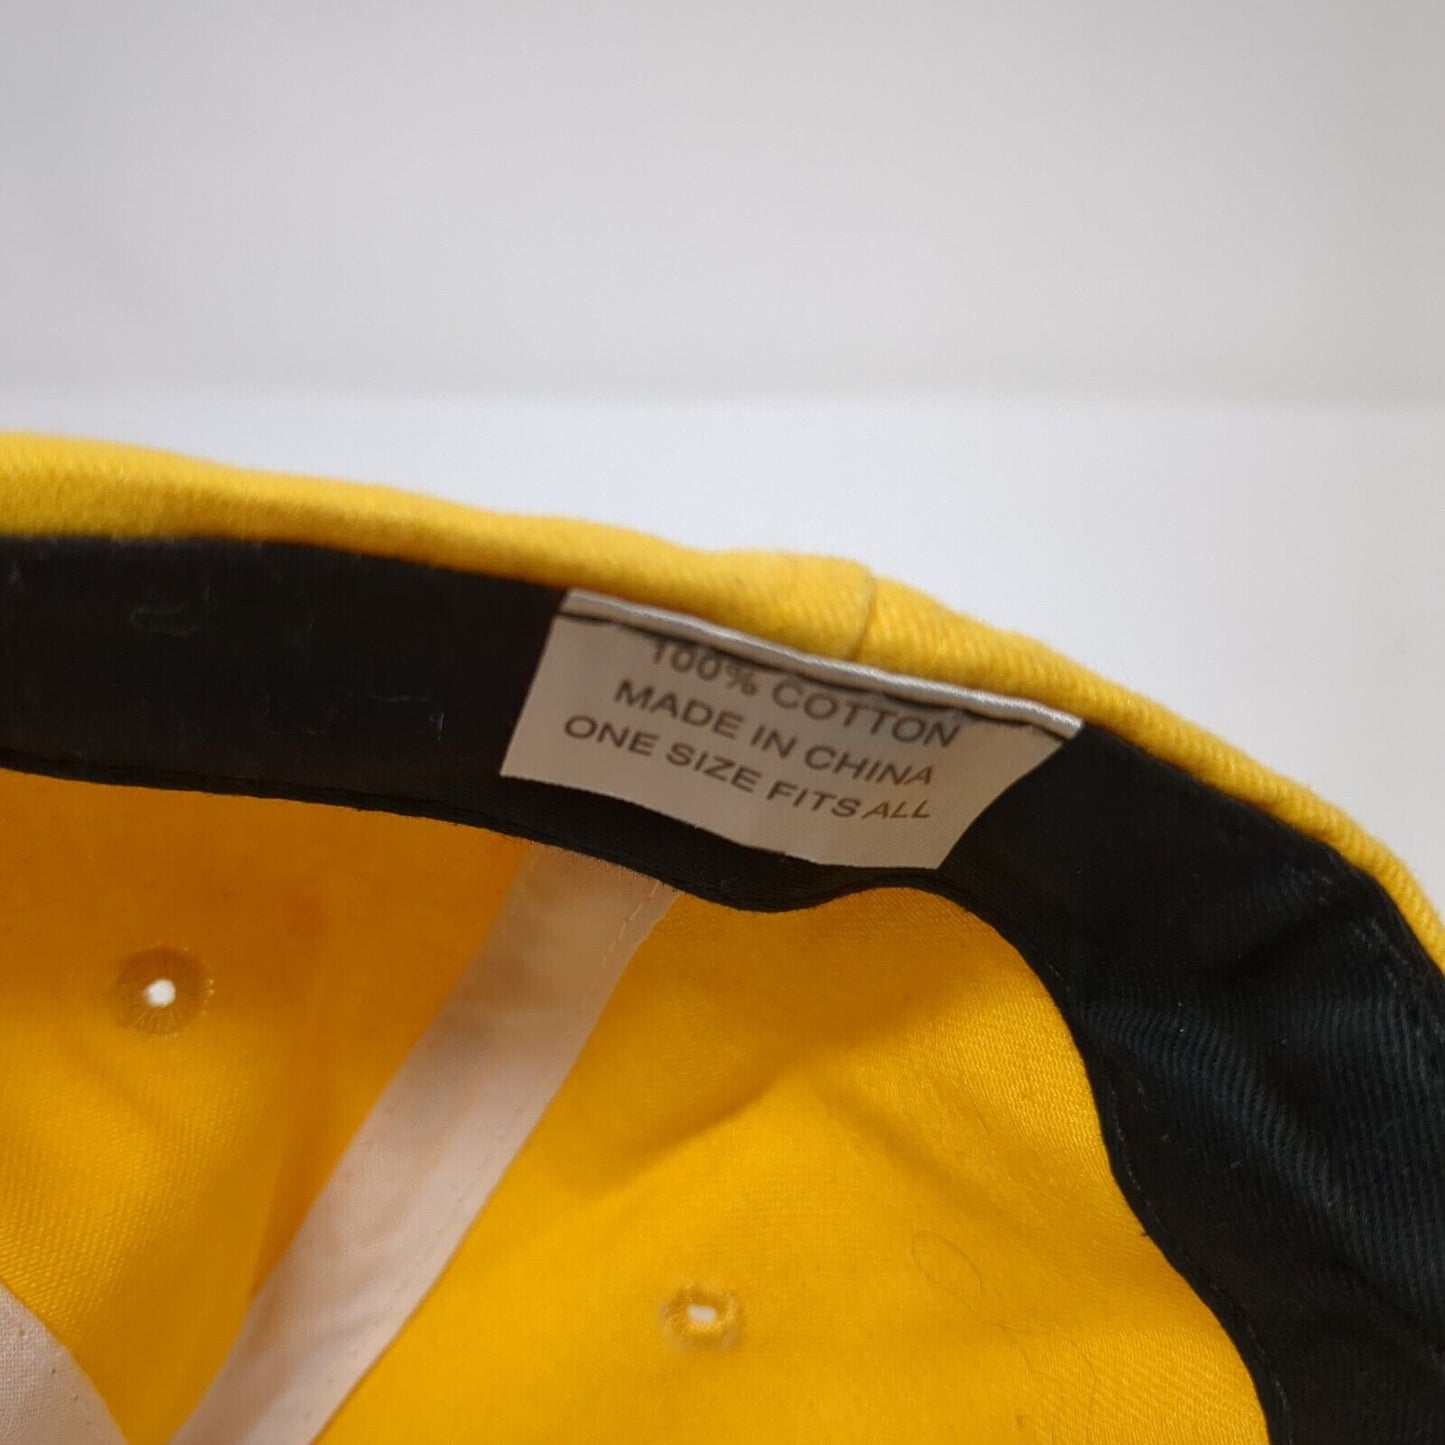 100% COTTON
MADE IN CHINA
ONE SIZE FITS ALL